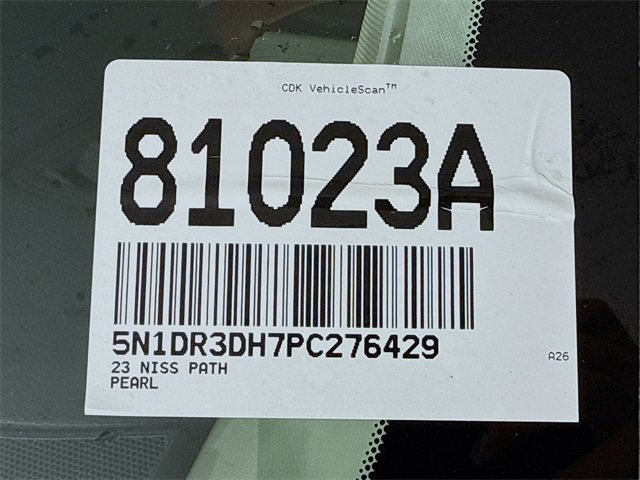 CDK VehicleScan™
81023A
5N1DR3DH7PC276429
23 NISS PATH
PEARL
A26